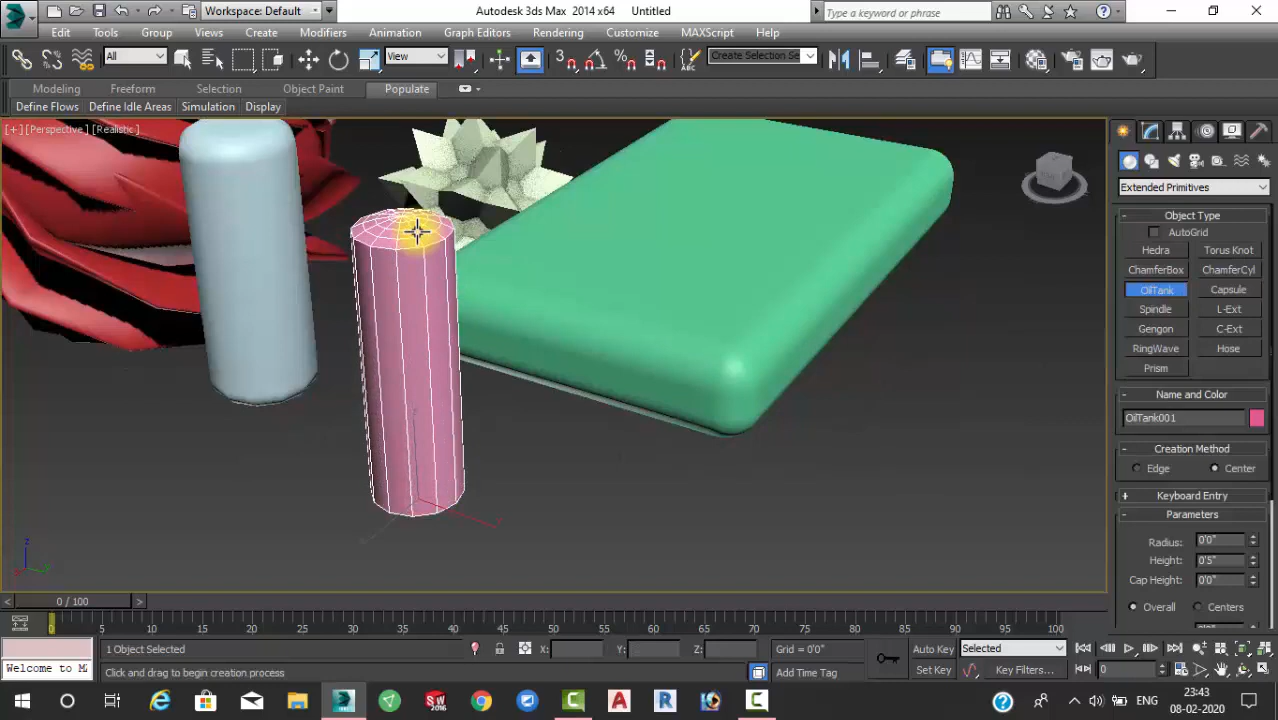 Workspace: Default
Autodesk 3ds Max 2014 x64 Untitled
Type a keyword or phrase
Edit Tools Group Views Create Modifiers Animation Graph Editors Rendering Customize MAXScript Help
All
View
Create Selection Se
Modeling Freeform Selection Object Paint Populate
Define Flows Define Idle Areas Simulation Display
[+] [Perspective] [Realistic]
Extended Primitives
- Object Type
AutoGrid
Hedra Torus Knot
ChamferBox ChamferCyl
OilTank Capsule
Spindle L-Ext
Gengon C-Ext
RingWave Hose
Prism
- Name and Color
OilTank001
- Creation Method
Edge Center
+ Keyboard Entry
- Parameters
Radius: 0'0"
Height: 0'5"
Cap Height: 0'0"
Overall Centers
z
< 0 / 100 >
0 5 10 15 20 25 30 35 40 45 50 55 60 65 70 75 80 85 90 95 100
1 Object Selected X: Y: Z: Grid = 0'0" Auto Key Selected
Welcome to M Click and drag to begin creation process Add Time Tag Set Key Key Filters... 0
ENG
23:43
08-02-2020
SW
2016